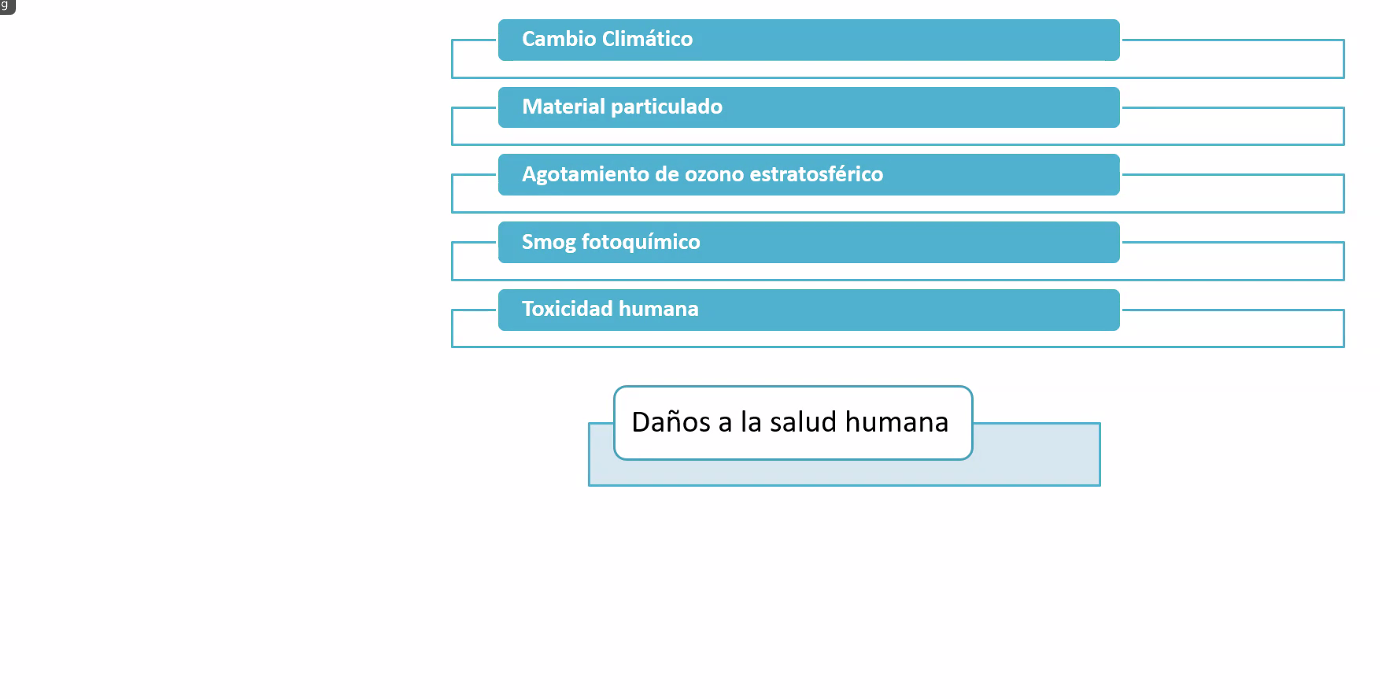 g
Cambio Climático
Material particulado
Agotamiento de ozono estratosférico
Smog fotoquímico
Toxicidad humana
Daños a la salud humana